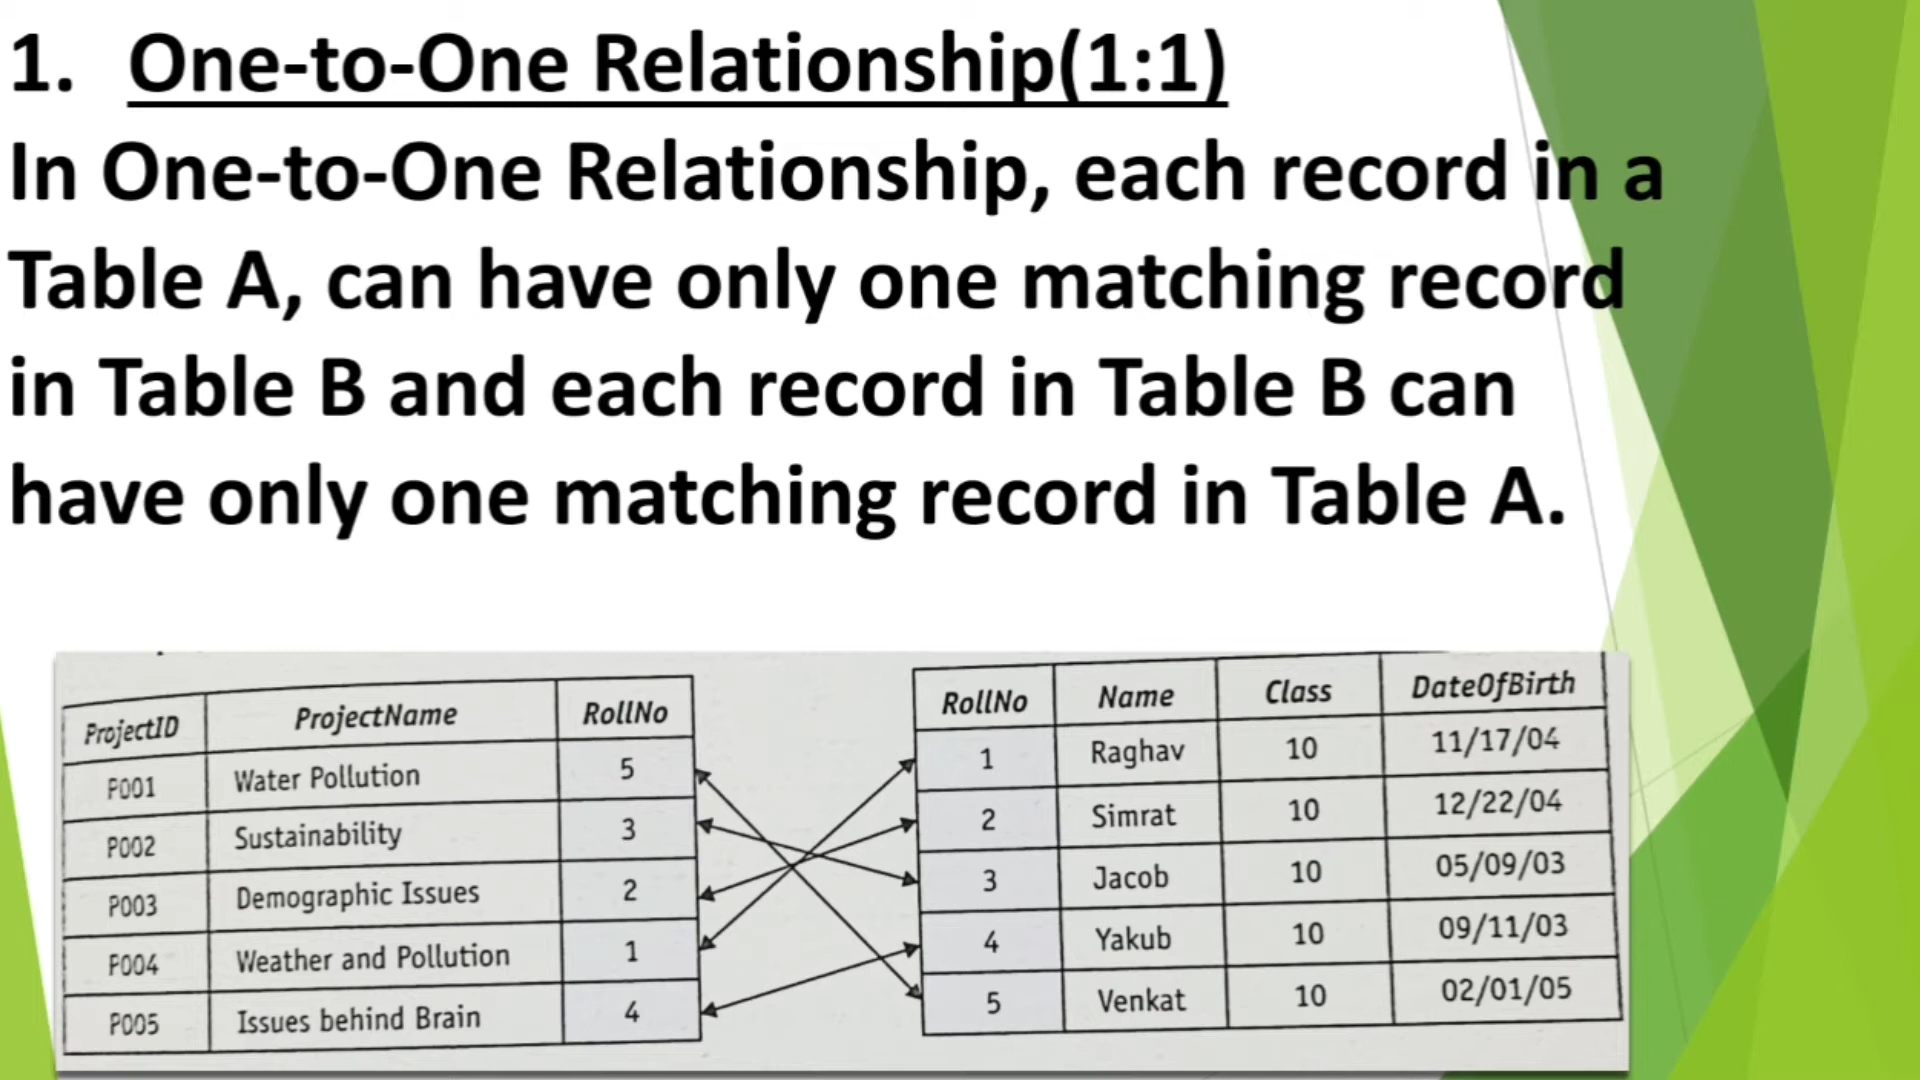 1. One-to-One Relationship(1:1)
In One-to-One Relationship, each record in a
Table A, can have only one matching record
in Table B and each record in Table B can
have only one matching record in Table A.
ProjectID ProjectName RollNo
P001 Water Pollution 5
P002 Sustainability 3
P003 Demographic Issues 2
P004 Weather and Pollution 1
P005 Issues behind Brain 4
RollNo Name Class DateOfBirth
1 Raghav 10 11/17/04
2 Simrat 10 12/22/04
3 Jacob 10 05/09/03
4 Yakub 10 09/11/03
5 Venkat 10 02/01/05